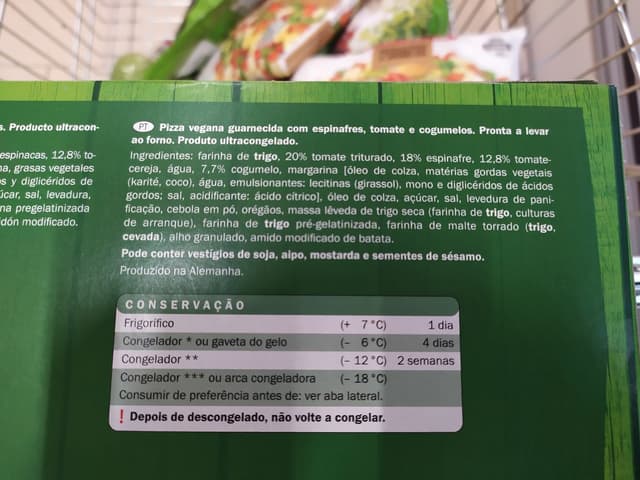 s. Producto ultracon-
espinacas, 12,8% to-
na, grasas vegetales
s y diglicéridos de
úcar, sal, levadura,
na pregelatinizada
idón modificado.
PT Pizza vegana guarnecida com espinafres, tomate e cogumelos. Pronta a levar
ao forno. Produto ultracongelado.
Ingredientes: farinha de trigo, 20% tomate triturado, 18% espinafre, 12,8% tomate-
cereja, água, 7,7% cogumelo, margarina [óleo de colza, matérias gordas vegetais
(karité, coco), água, emulsionantes: lecitinas (girassol), mono e diglicéridos de ácidos
gordos; sal, acidificante: ácido cítrico], óleo de colza, açúcar, sal, levedura de pani-
ficação, cebola em pó, orégãos, massa lêveda de trigo seca (farinha de trigo, culturas
de arranque), farinha de trigo pré-gelatinizada, farinha de malte torrado (trigo,
cevada), alho granulado, amido modificado de batata.
Pode conter vestígios de soja, aipo, mostarda e sementes de sésamo.
Produzido na Alemanha.
CONSERVAÇÃO
Frigorífico (+ 7 °C) 1 dia
Congelador * ou gaveta do gelo (– 6 °C) 4 dias
Congelador ** (– 12 °C) 2 semanas
Congelador *** ou arca congeladora (– 18 °C)
Consumir de preferência antes de: ver aba lateral.
! Depois de descongelado, não volte a congelar.